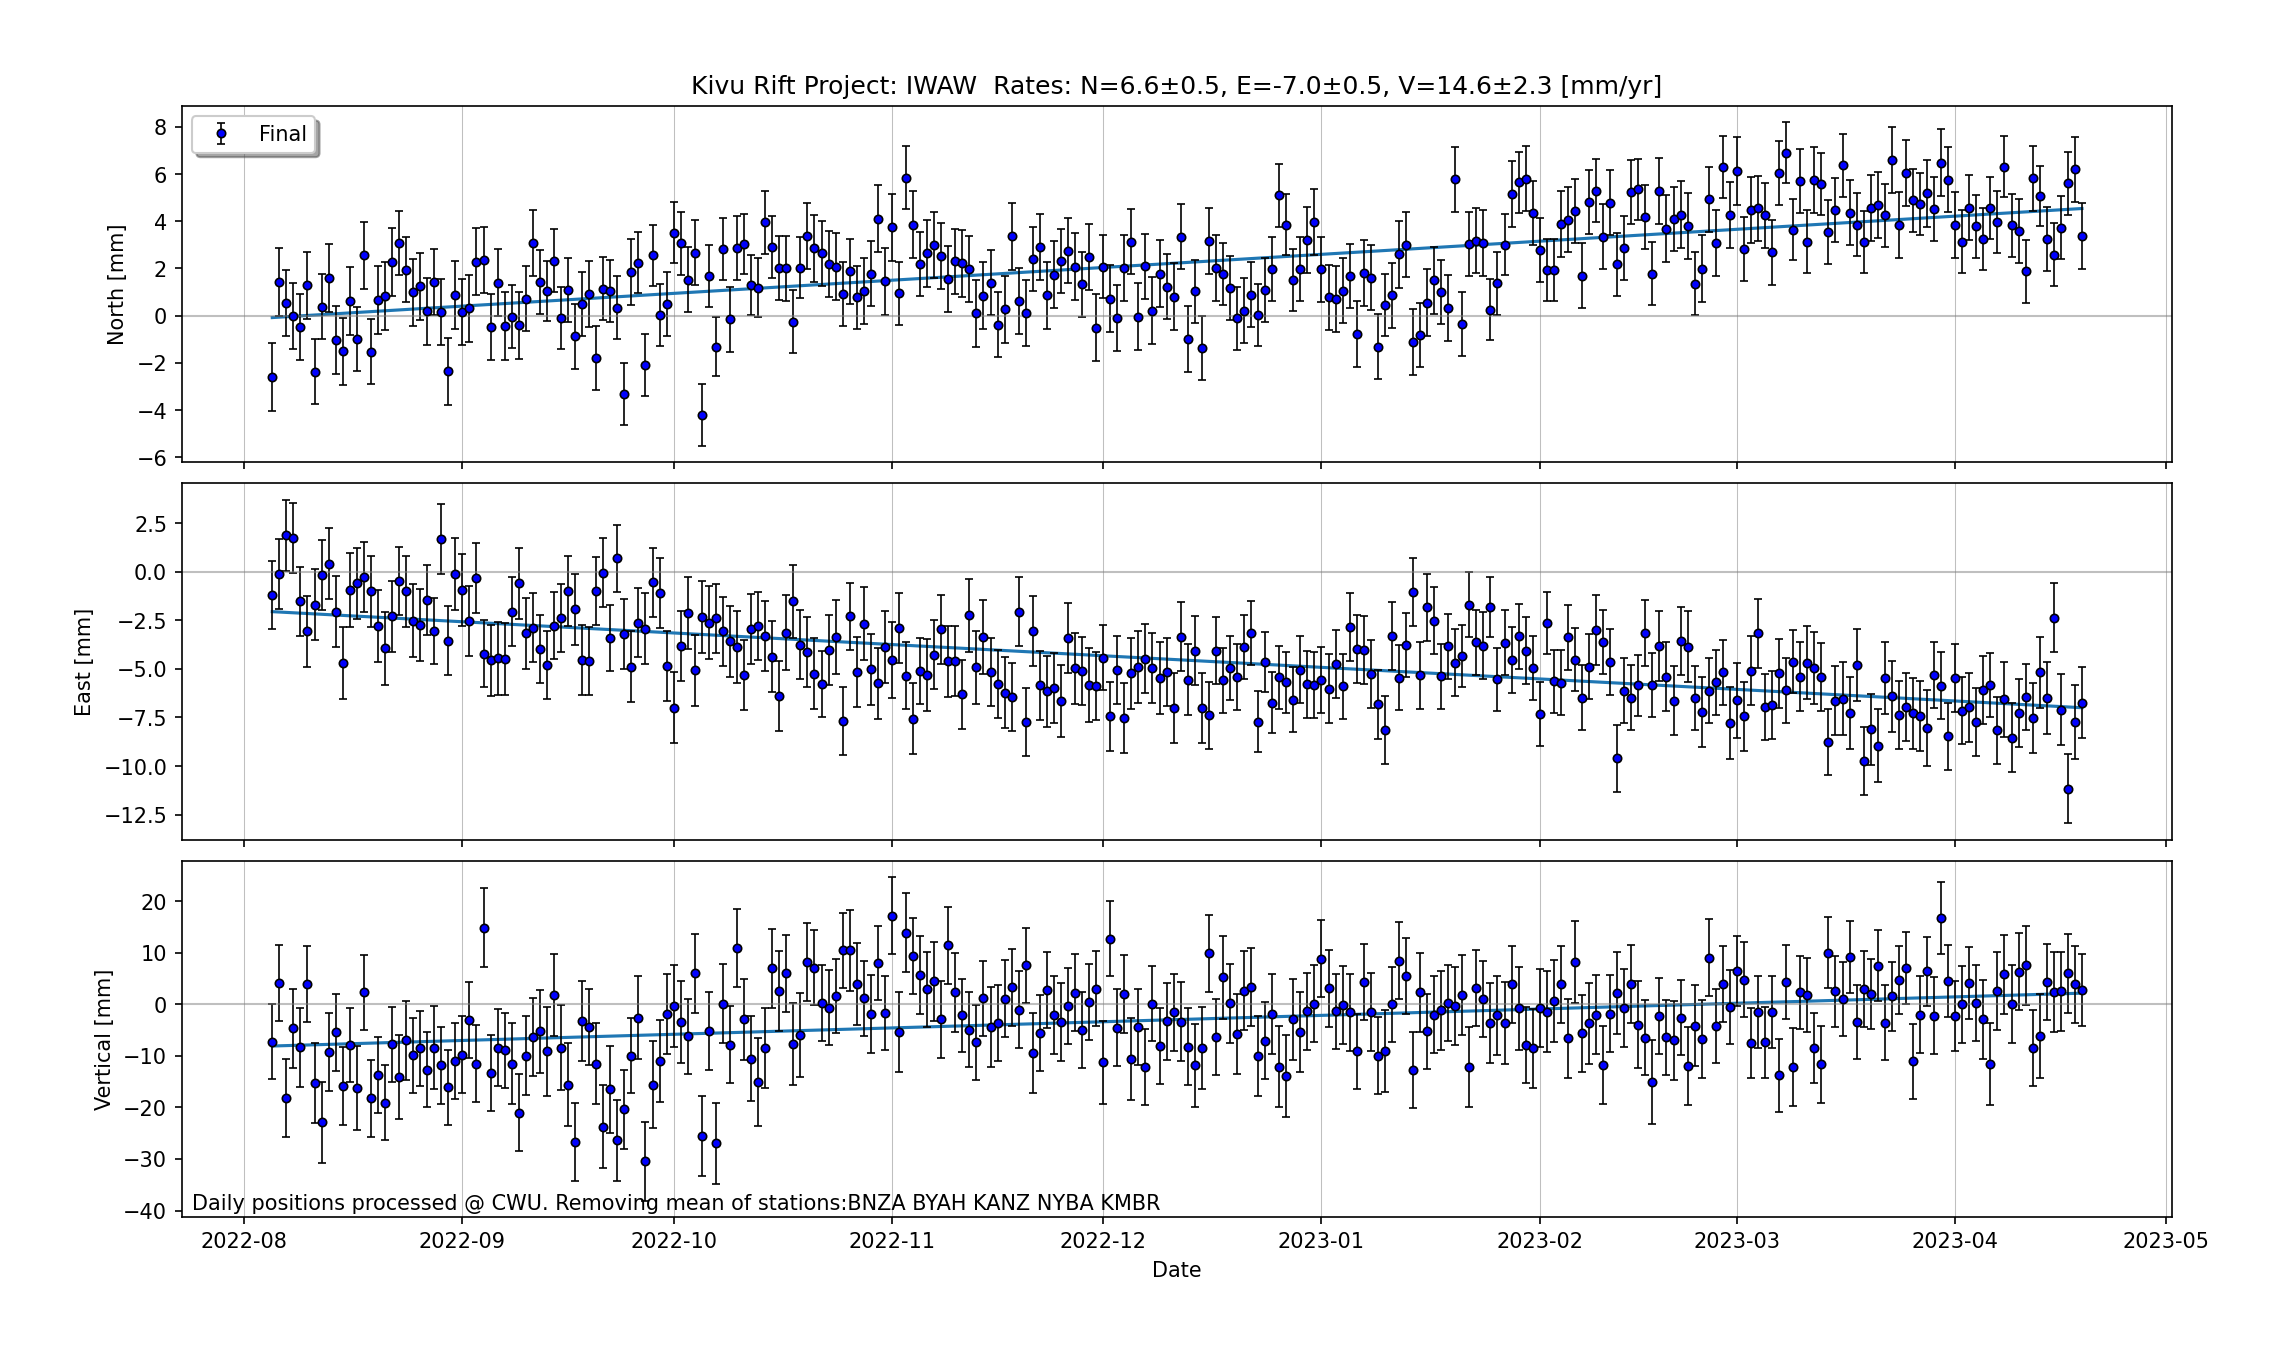 Kivu Rift Project: IWAW  Rates: N=6.6±0.5, E=-7.0±0.5, V=14.6±2.3 [mm/yr]
Final
North [mm]
8
6
4
2
0
−2
−4
−6
East [mm]
2.5
0.0
−2.5
−5.0
−7.5
−10.0
−12.5
Vertical [mm]
20
10
0
−10
−20
−30
−40
Daily positions processed @ CWU. Removing mean of stations:BNZA BYAH KANZ NYBA KMBR
2022-08 2022-09 2022-10 2022-11 2022-12 2023-01 2023-02 2023-03 2023-04 2023-05
Date